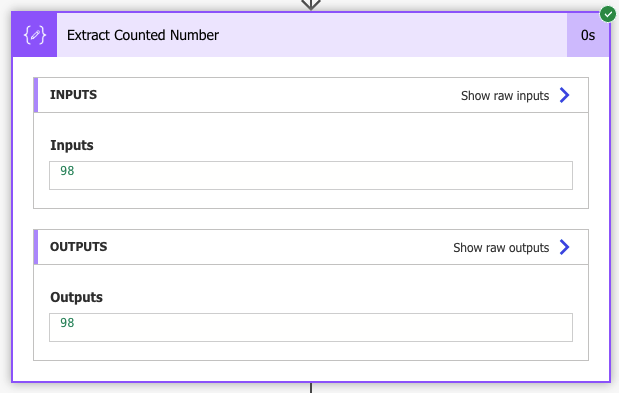 Extract Counted Number
0s
INPUTS
Show raw inputs
Inputs
98
OUTPUTS
Show raw outputs
Outputs
98